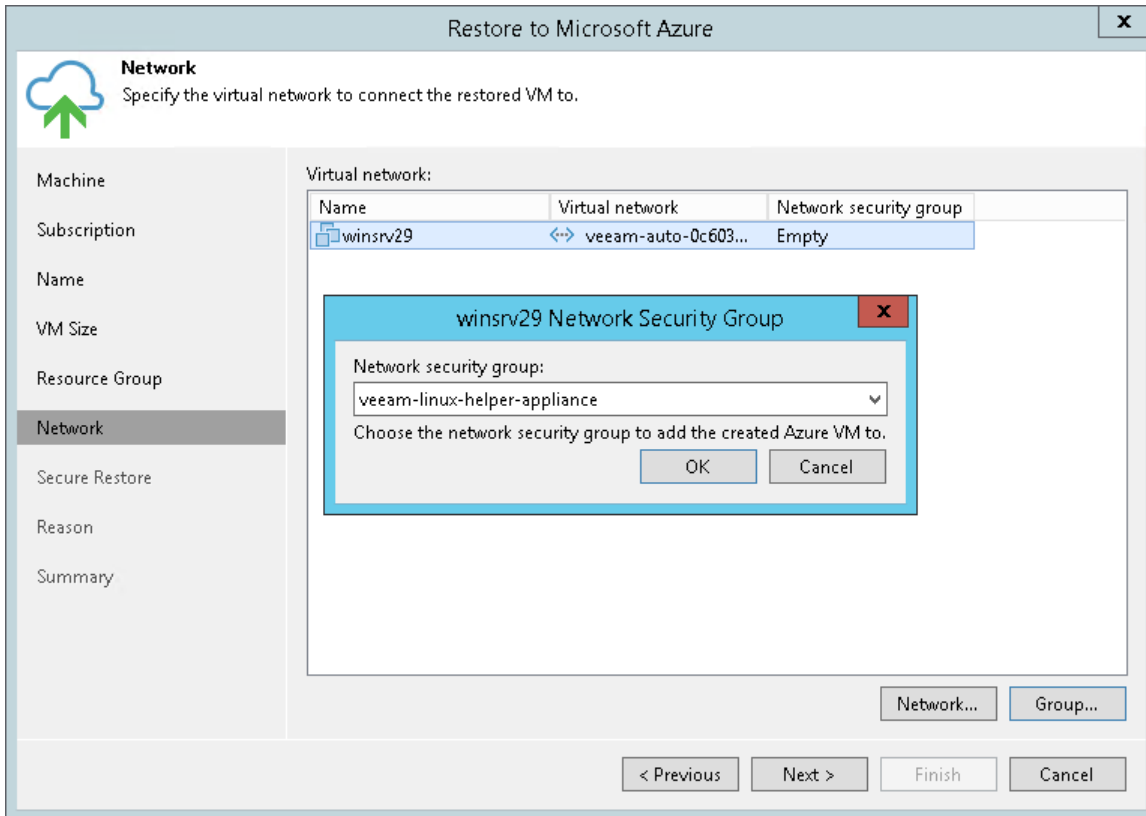 Restore to Microsoft Azure
x
Network
Specify the virtual network to connect the restored VM to.
Machine
Subscription
Name
VM Size
Resource Group
Network
Secure Restore
Reason
Summary
Virtual network:
Name Virtual network Network security group
winsrv29 veeam-auto-0c603... Empty
winsrv29 Network Security Group
x
Network security group:
veeam-linux-helper-appliance
Choose the network security group to add the created Azure VM to.
OK Cancel
Network... Group...
< Previous Next > Finish Cancel